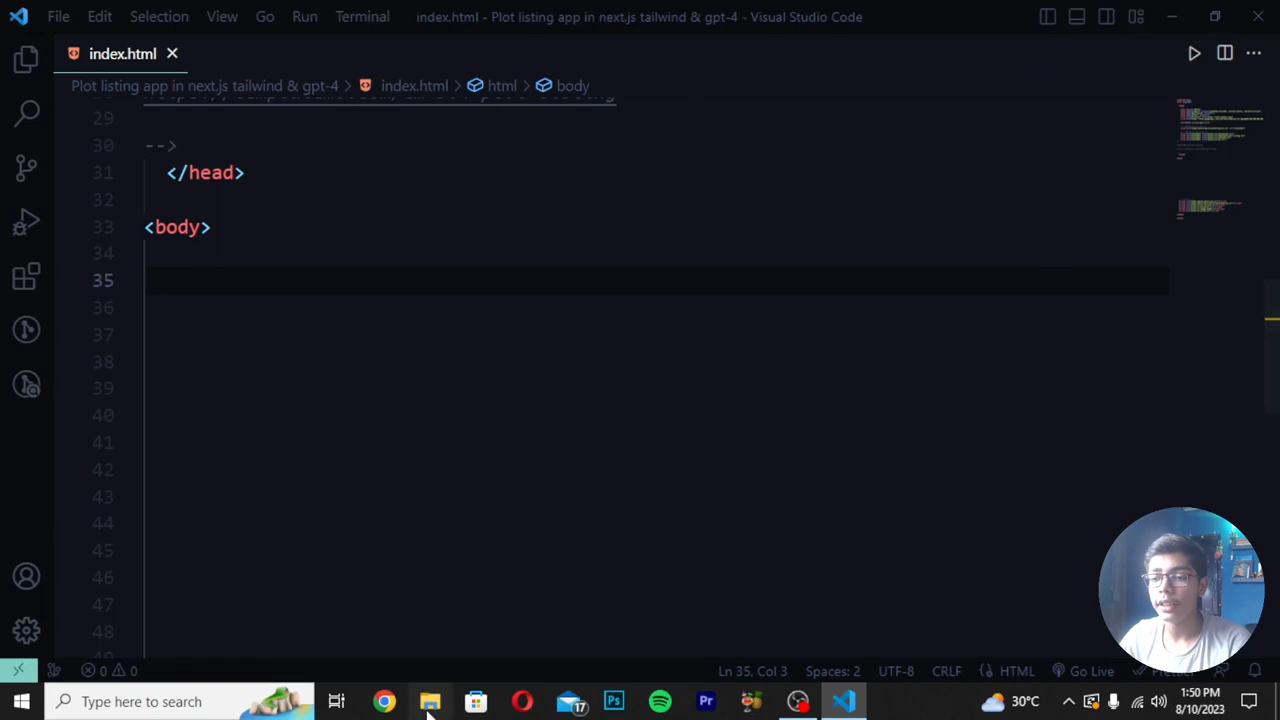 File Edit Selection View Go Run Terminal index.html - Plot listing app in next.js tailwind & gpt-4 - Visual Studio Code
index.html
Plot listing app in next.js tailwind & gpt-4 > index.html > html > body
29
30 -->
31 </head>
32
33 <body>
34
35
36
37
38
39
40
41
42
43
44
45
46
47
48
0 0 Ln 35, Col 3 Spaces: 2 UTF-8 CRLF HTML Go Live Prettier
Type here to search 17 Ps Pr 30°C 1:50 PM
8/10/2023